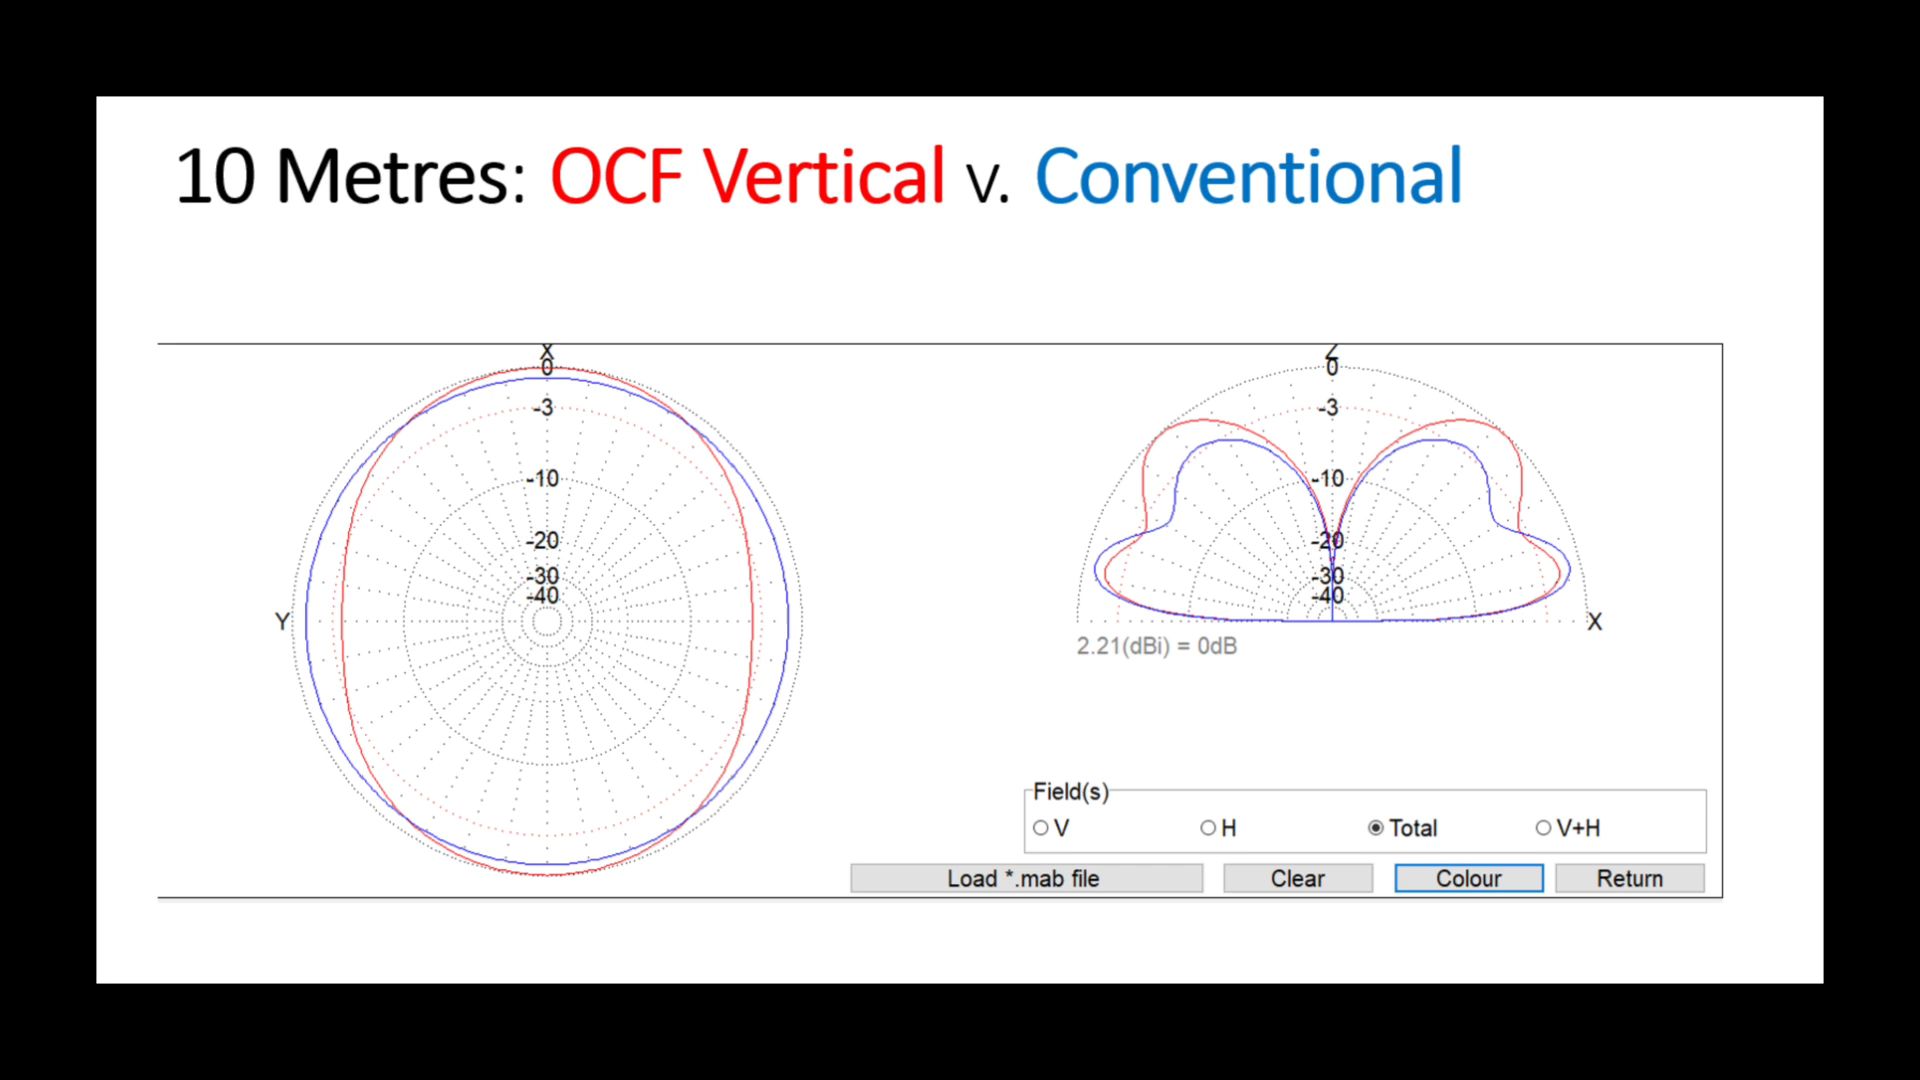 10 Metres: OCF Vertical v. Conventional
X
0
-3
-10
-20
-30
-40
Y
Z
0
-3
-10
-20
-30
-40
X
2.21(dBi) = 0dB
Field(s)
V H Total V+H
Load *.mab file Clear Colour Return